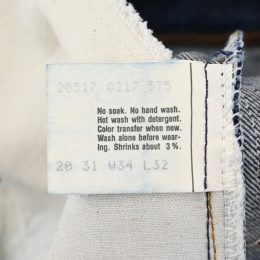 20517 0217 575
No soak. No hand wash.
Hot wash with detergent.
Color transfer when new.
Wash alone before wear-
ing. Shrinks about 3 %.
20 31 W34 L32